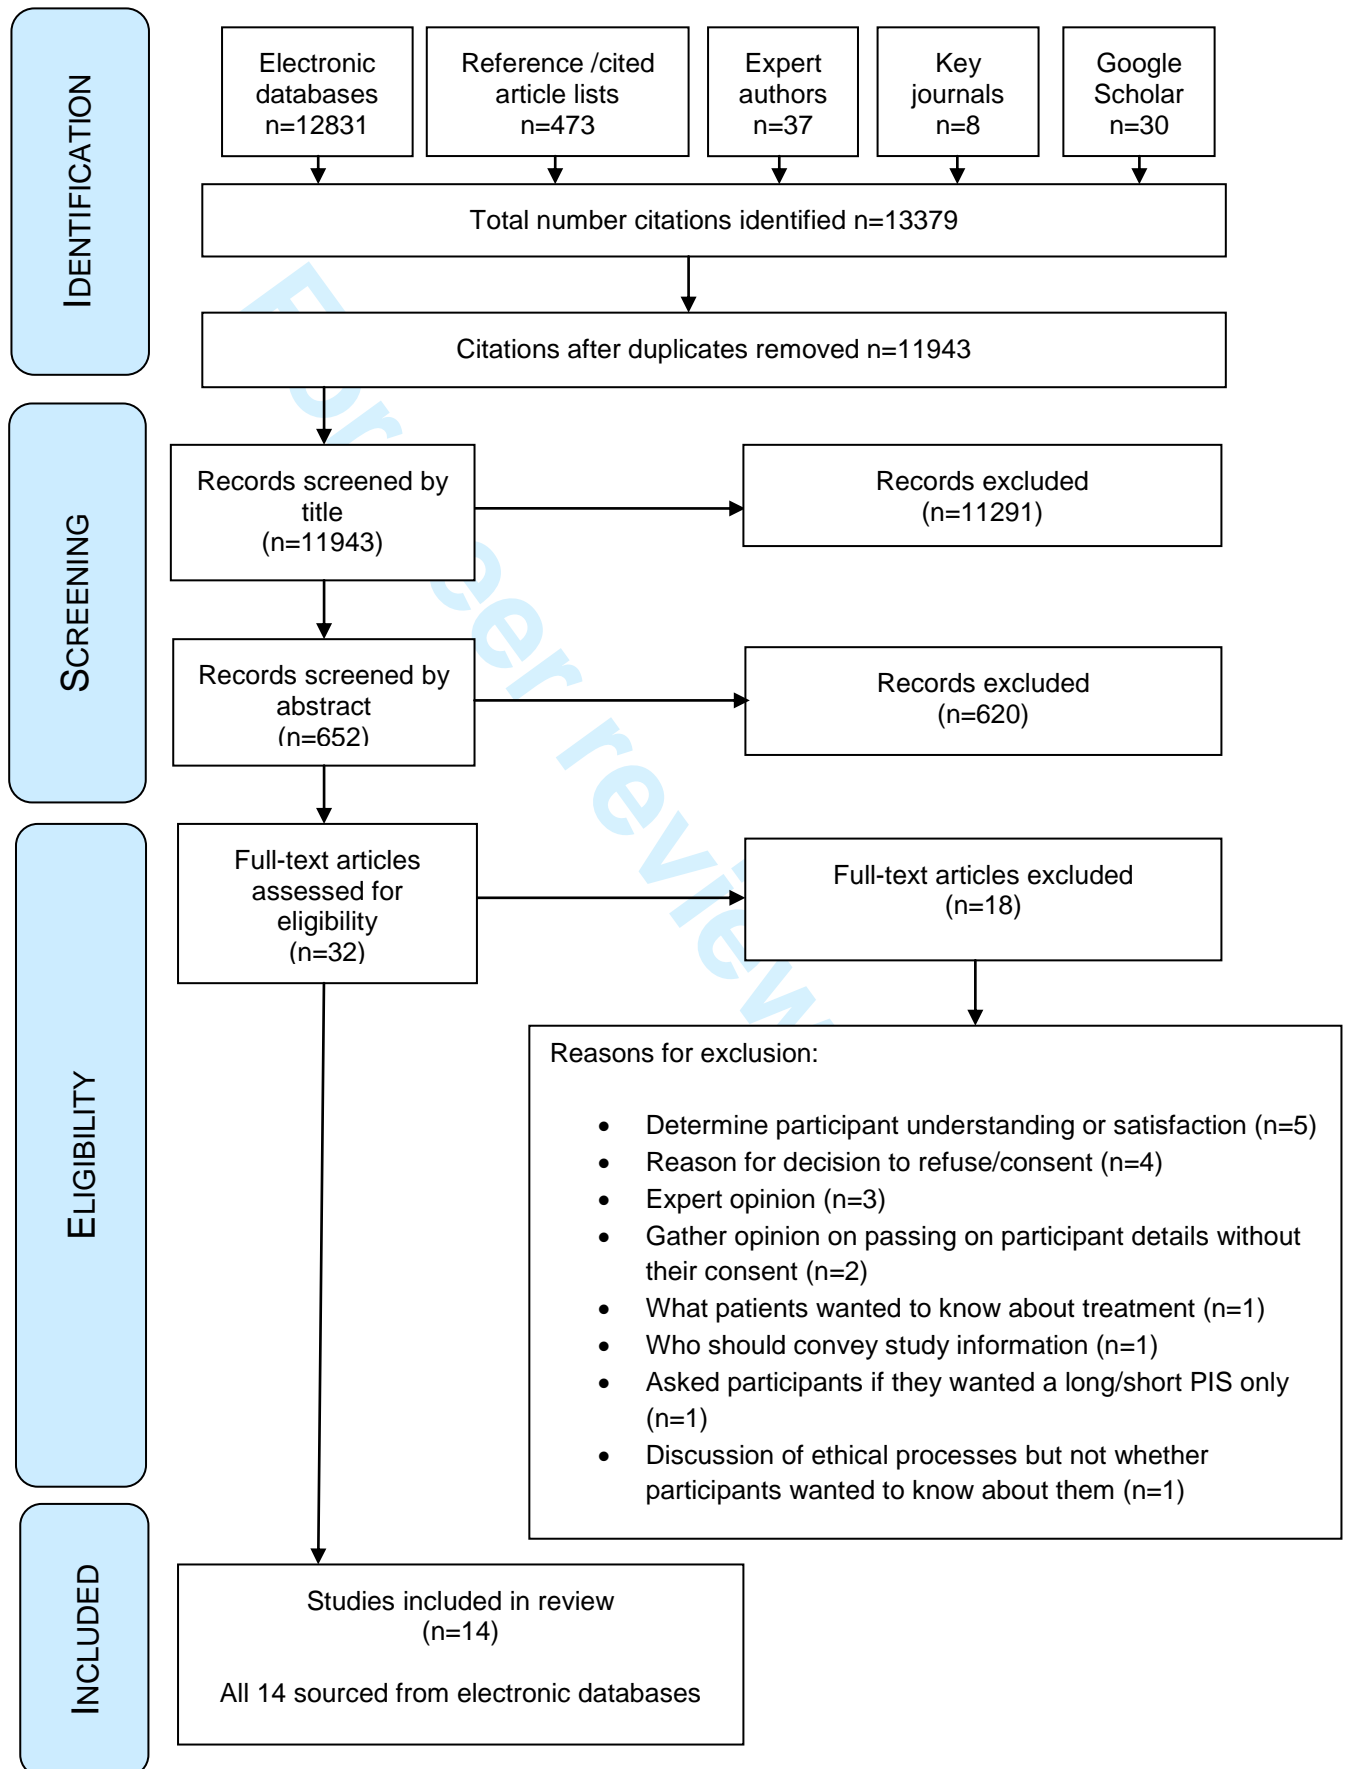 IDENTIFICATION
Electronic
databases
n=12831
Reference /cited
article lists
n=473
Expert
authors
n=37
Key
journals
n=8
Google
Scholar
n=30
Total number citations identified n=13379
Citations after duplicates removed n=11943
SCREENING
Records screened by
title
(n=11943)
Records excluded
(n=11291)
Records screened by
abstract
(n=652)
Records excluded
(n=620)
ELIGIBILITY
Full-text articles
assessed for
eligibility
(n=32)
Full-text articles excluded
(n=18)
Reasons for exclusion:
• Determine participant understanding or satisfaction (n=5)
• Reason for decision to refuse/consent (n=4)
• Expert opinion (n=3)
• Gather opinion on passing on participant details without
their consent (n=2)
• What patients wanted to know about treatment (n=1)
• Who should convey study information (n=1)
• Asked participants if they wanted a long/short PIS only
(n=1)
• Discussion of ethical processes but not whether
participants wanted to know about them (n=1)
INCLUDED
Studies included in review
(n=14)
All 14 sourced from electronic databases
For peer review